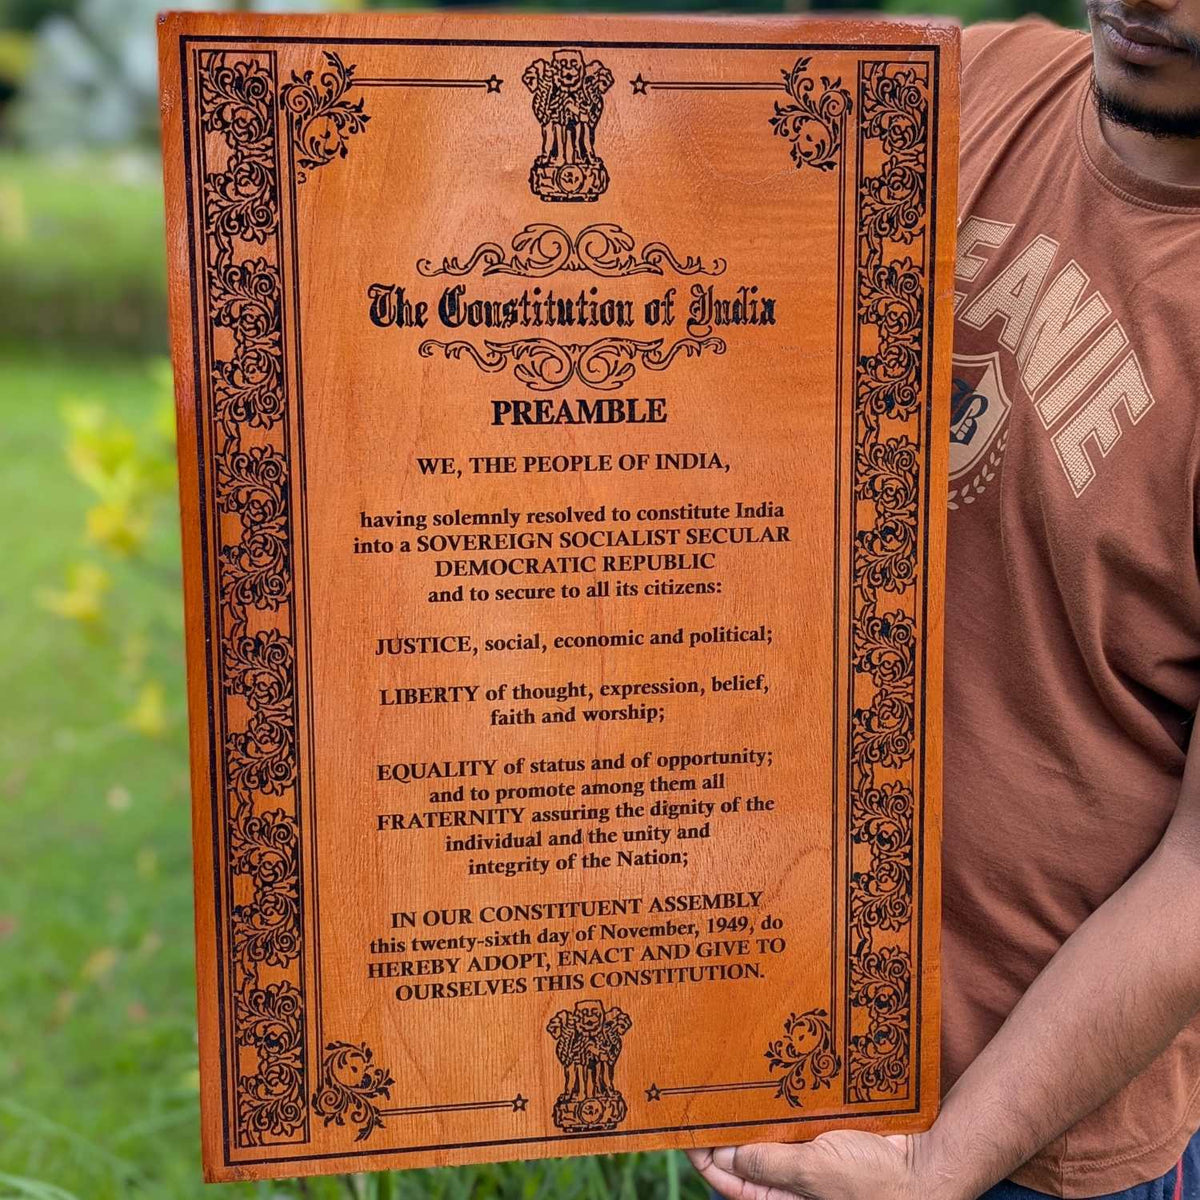 The Constitution of India
PREAMBLE
WE, THE PEOPLE OF INDIA,
having solemnly resolved to constitute India
into a SOVEREIGN SOCIALIST SECULAR
DEMOCRATIC REPUBLIC
and to secure to all its citizens:
JUSTICE, social, economic and political;
LIBERTY of thought, expression, belief,
faith and worship;
EQUALITY of status and of opportunity;
and to promote among them all
FRATERNITY assuring the dignity of the
individual and the unity and
integrity of the Nation;
IN OUR CONSTITUENT ASSEMBLY
this twenty-sixth day of November, 1949, do
HEREBY ADOPT, ENACT AND GIVE TO
OURSELVES THIS CONSTITUTION.
B